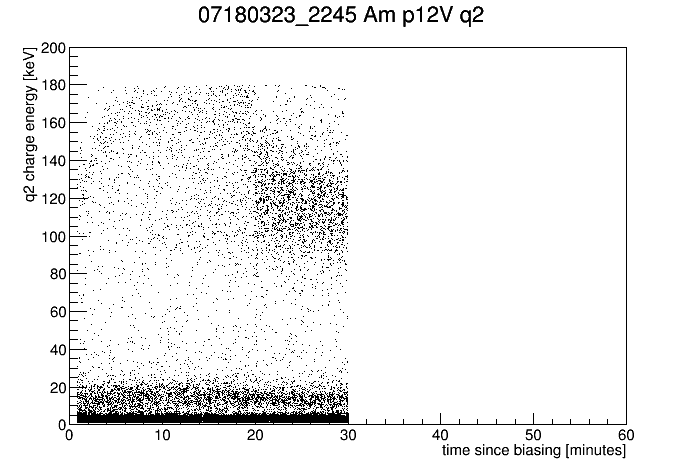 07180323_2245 Am p12V q2
q2 charge energy [keV]
200
180
160
140
120
100
80
60
40
20
0
0 10 20 30 40 50 60
time since biasing [minutes]